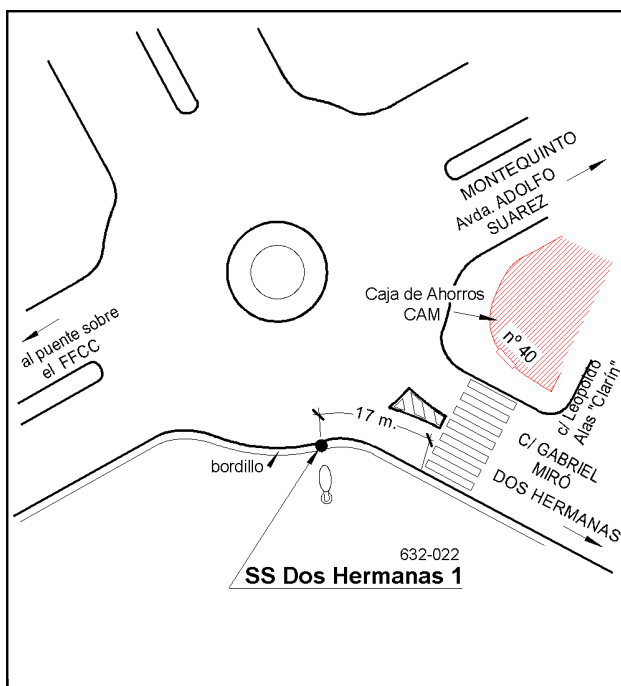 MONTEQUINTO
Avda. ADOLFO
SUAREZ
Caja de Ahorros
CAM
nº 40
al puente sobre
el FFCC
c/ Leopoldo
Alas "Clarín"
17 m.
C/ GABRIEL
MIRÓ
DOS HERMANAS
bordillo
632-022
SS Dos Hermanas 1